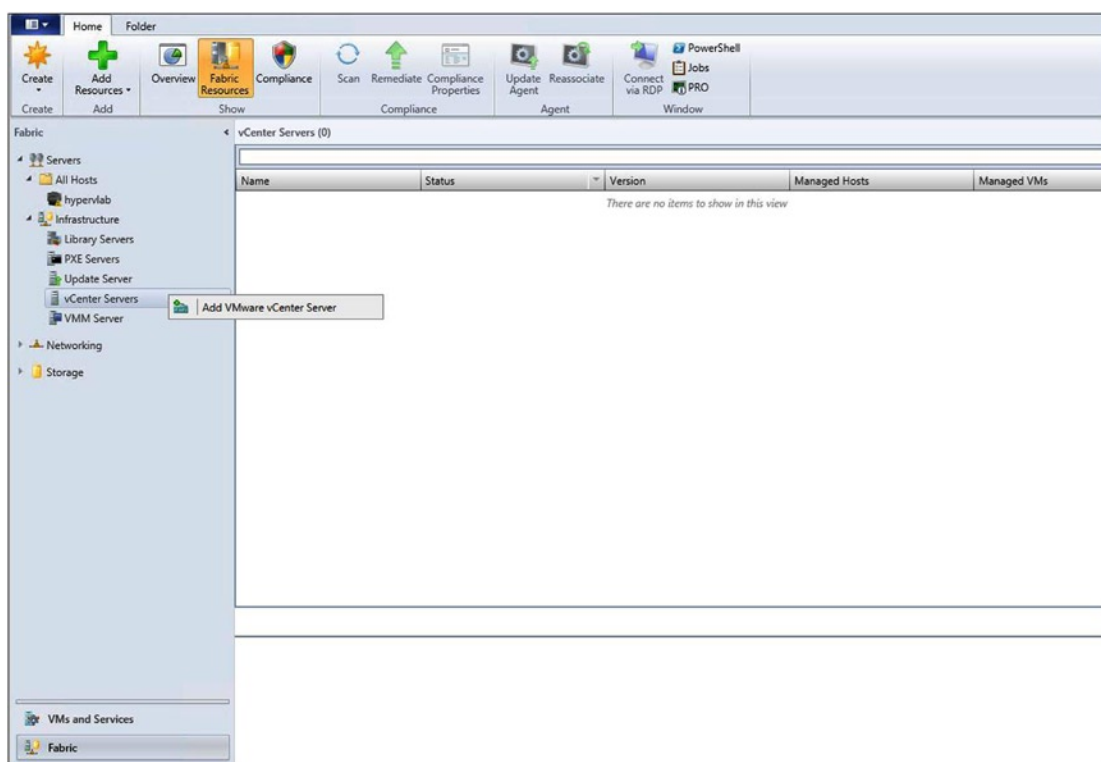 Home Folder
Create
Add Resources
Overview
Fabric Resources
Compliance
Scan
Remediate
Compliance Properties
Update Agent
Reassociate
Connect via RDP
PowerShell
Jobs
PRO
Create Add Show Compliance Agent Window
Fabric
vCenter Servers (0)
Servers
All Hosts
hypervlab
Infrastructure
Library Servers
PXE Servers
Update Server
vCenter Servers
VMM Server
Networking
Storage
Add VMware vCenter Server
Name Status Version Managed Hosts Managed VMs
There are no items to show in this view
VMs and Services
Fabric